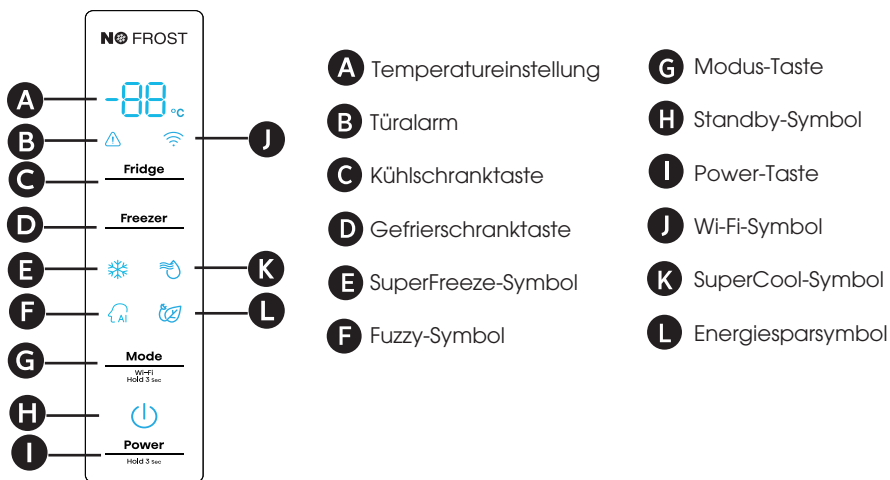 NO FROST
A
-88 °C
B
J
Fridge
C
Freezer
D
E
K
AI
F
L
Mode
G
Wi-Fi
Hold 3 Sec
H
Power
I
Hold 3 Sec
A Temperatureinstellung
B Türalarm
C Kühlschranktaste
D Gefrierschranktaste
E SuperFreeze-Symbol
F Fuzzy-Symbol
G Modus-Taste
H Standby-Symbol
I Power-Taste
J Wi-Fi-Symbol
K SuperCool-Symbol
L Energiesparsymbol